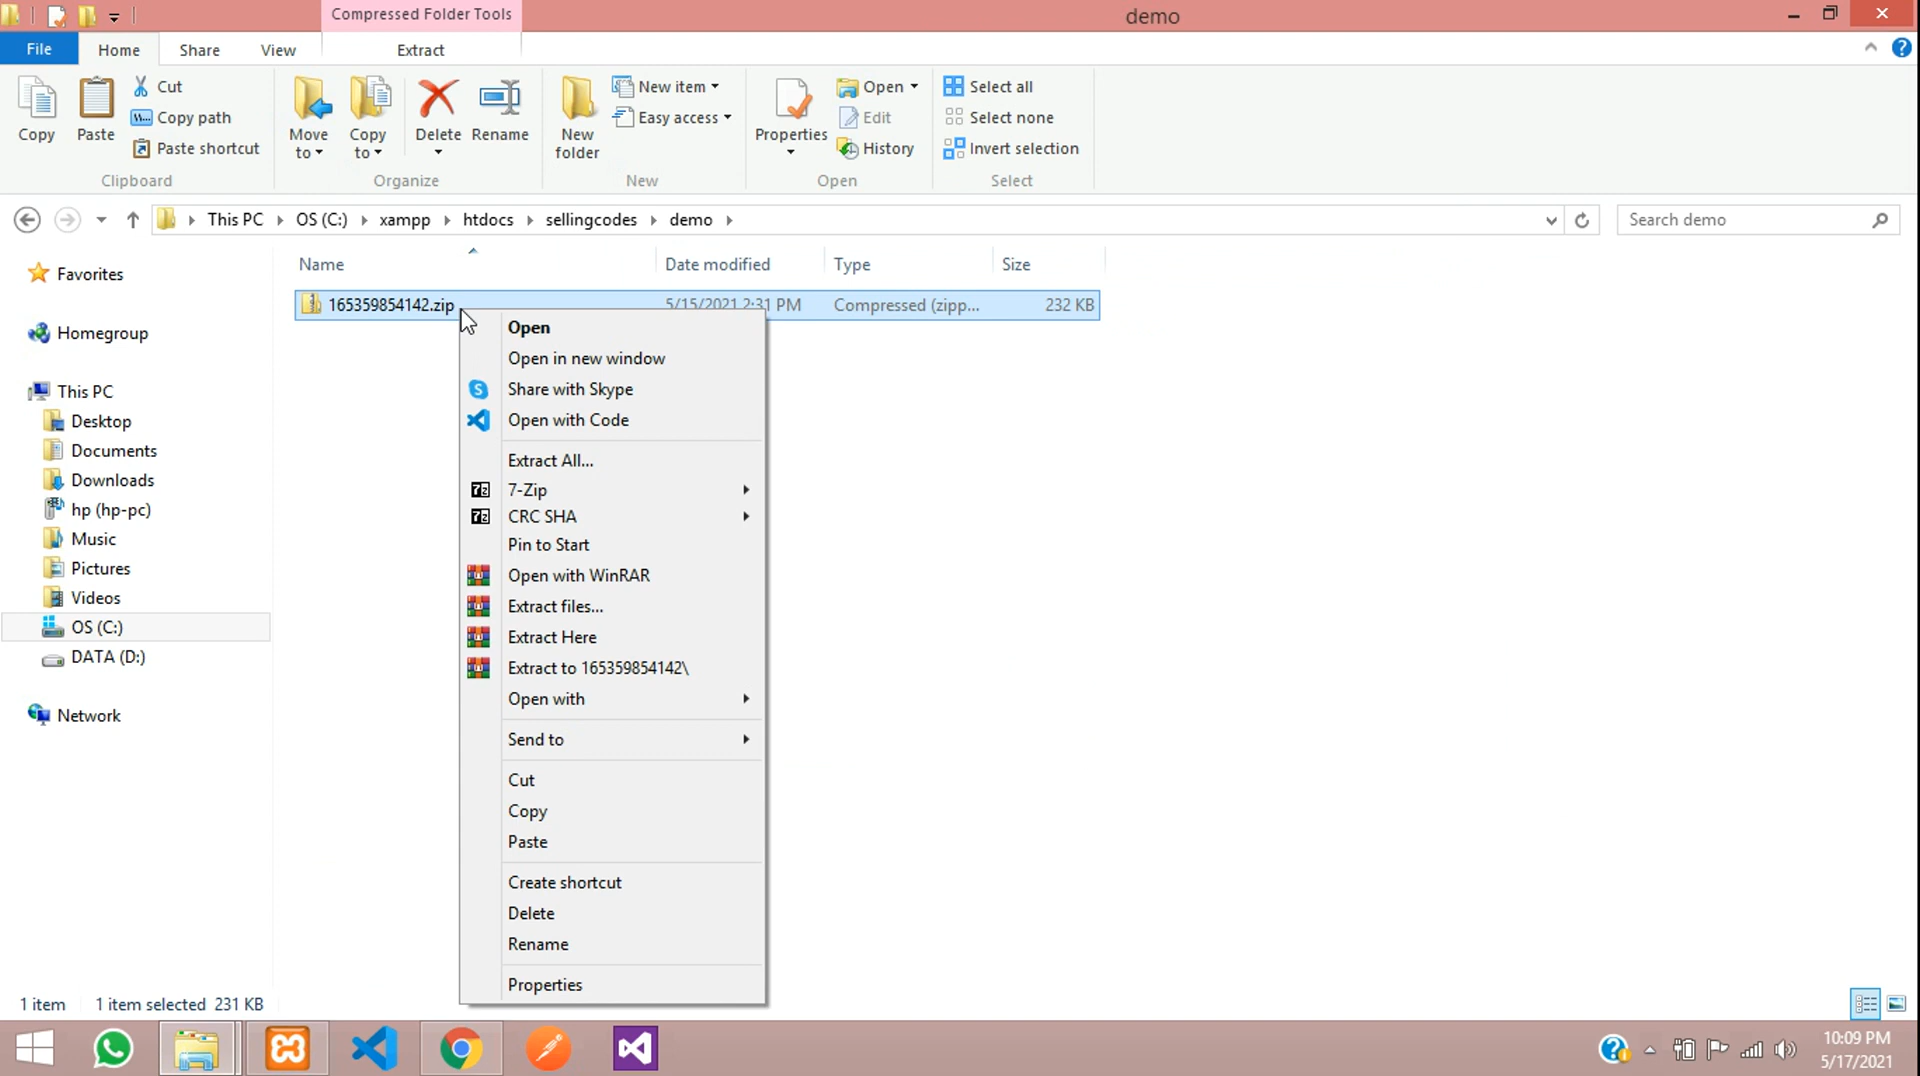 Compressed Folder Tools
demo
File Home Share View Extract
Copy
Paste
Cut
Copy path
Paste shortcut
Clipboard
Move to
Copy to
Delete
Rename
Organize
New folder
New item
Easy access
New
Properties
Open
Edit
History
Open
Select all
Select none
Invert selection
Select
This PC OS (C:) xampp htdocs sellingcodes demo
Search demo
Name Date modified Type Size
165359854142.zip 5/15/2021 2:31 PM Compressed (zipp... 232 KB
Favorites
Homegroup
This PC
Desktop
Documents
Downloads
hp (hp-pc)
Music
Pictures
Videos
OS (C:)
DATA (D:)
Network
Open
Open in new window
Share with Skype
Open with Code
Extract All...
7-Zip
CRC SHA
Pin to Start
Open with WinRAR
Extract files...
Extract Here
Extract to 165359854142\
Open with
Send to
Cut
Copy
Paste
Create shortcut
Delete
Rename
Properties
1 item 1 item selected 231 KB
10:09 PM
5/17/2021